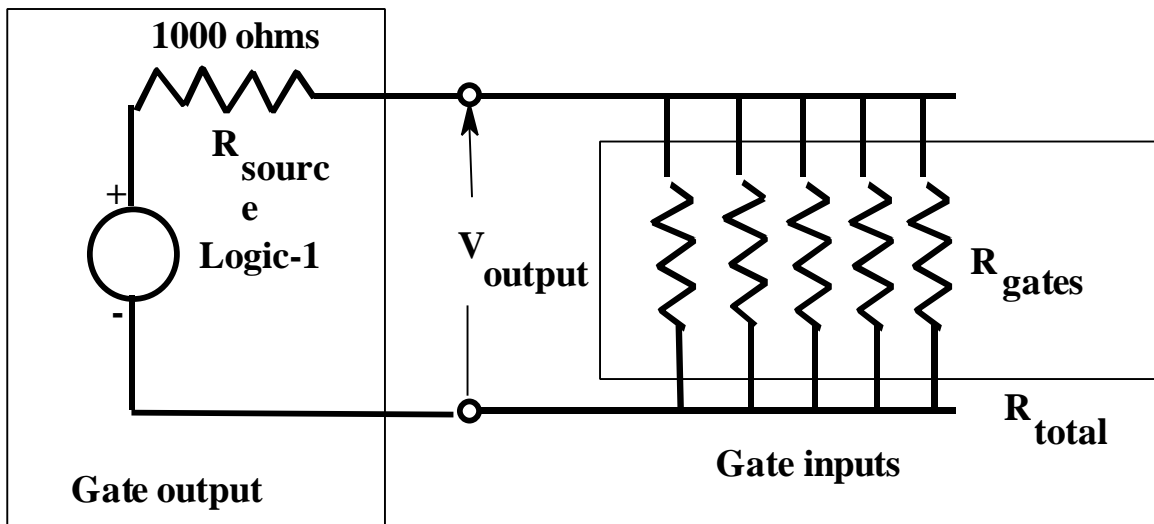 1000 ohms
R
sourc
e
+
Logic-1
-
V
output
R
gates
R
total
Gate inputs
Gate output